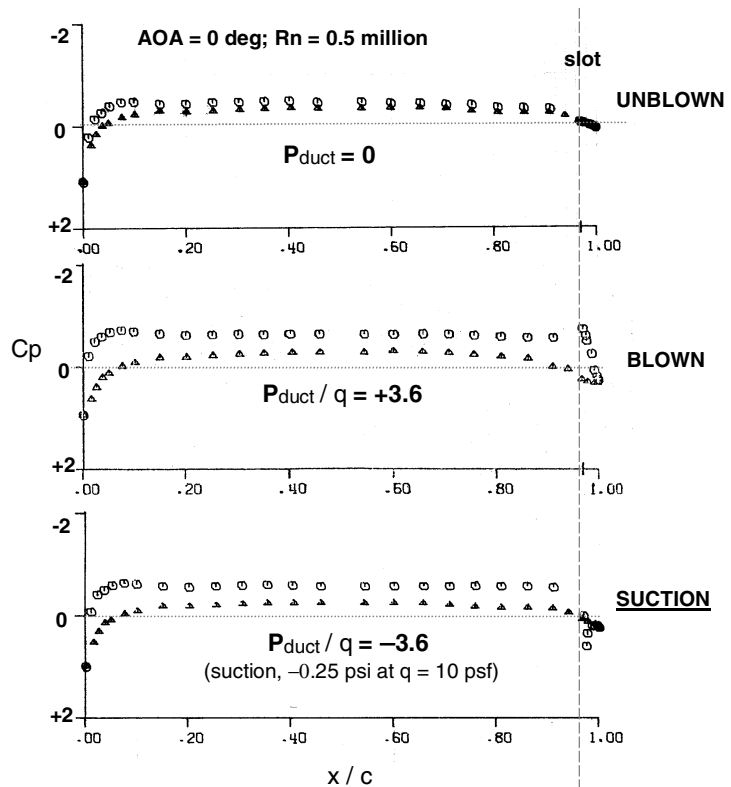 -2
AOA = 0 deg; Rn = 0.5 million
slot
UNBLOWN
0
Pduct = 0
+2
.00 .20 .40 .60 .80 1.00
-2
Cp
BLOWN
0
Pduct / q = +3.6
+2
.00 .20 .40 .60 .80 1.00
-2
SUCTION
0
Pduct / q = −3.6
(suction, −0.25 psi at q = 10 psf)
+2
.00 .20 .40 .60 .80 1.00
x / c